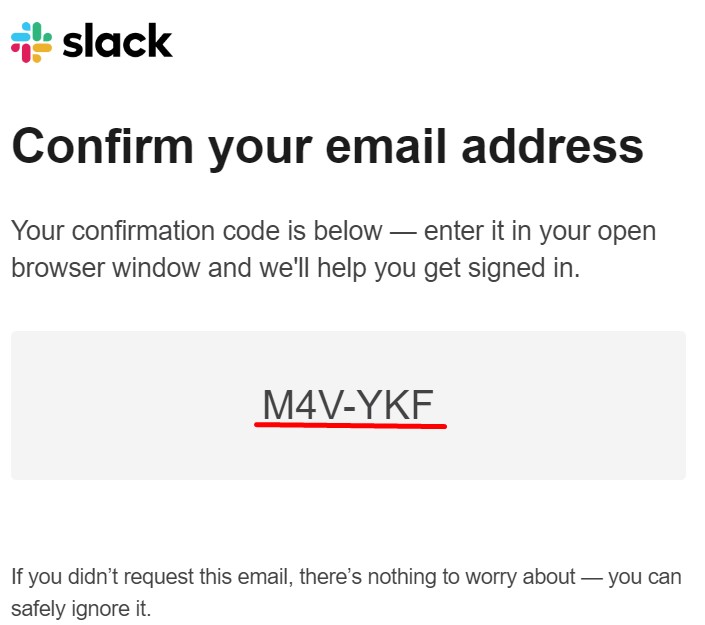 slack
Confirm your email address
Your confirmation code is below — enter it in your open
browser window and we'll help you get signed in.
M4V-YKF
If you didn’t request this email, there’s nothing to worry about — you can
safely ignore it.